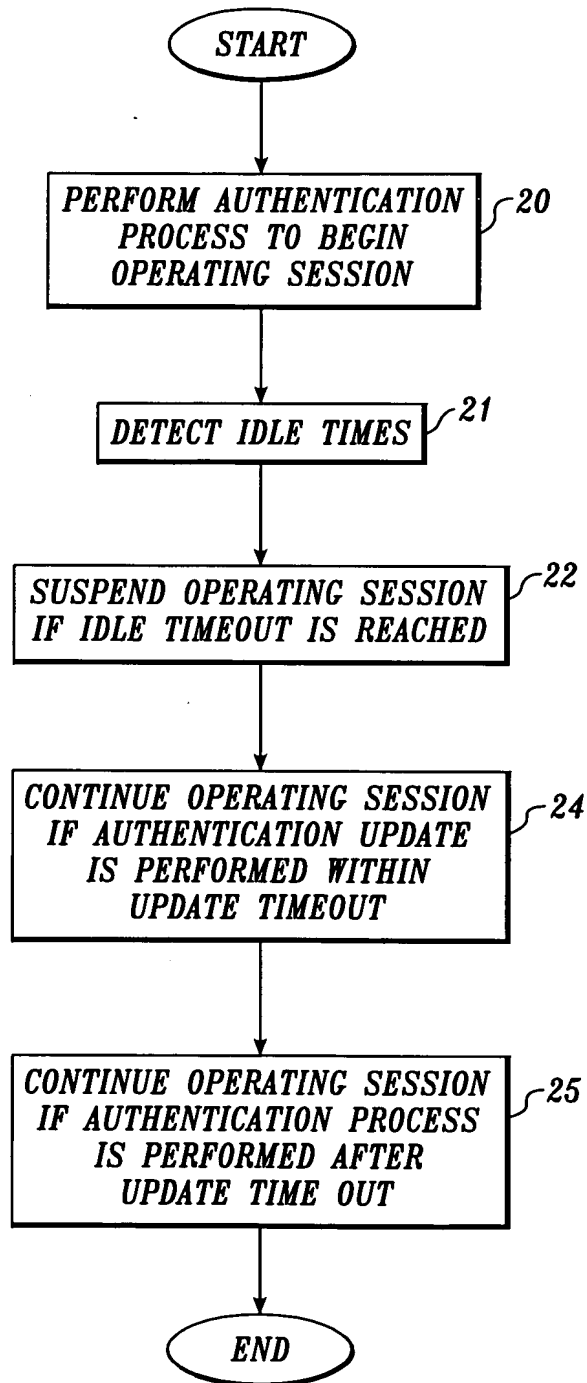 START
PERFORM AUTHENTICATION
PROCESS TO BEGIN
OPERATING SESSION
20
DETECT IDLE TIMES
21
SUSPEND OPERATING SESSION
IF IDLE TIMEOUT IS REACHED
22
CONTINUE OPERATING SESSION
IF AUTHENTICATION UPDATE
IS PERFORMED WITHIN
UPDATE TIMEOUT
24
CONTINUE OPERATING SESSION
IF AUTHENTICATION PROCESS
IS PERFORMED AFTER
UPDATE TIME OUT
25
END